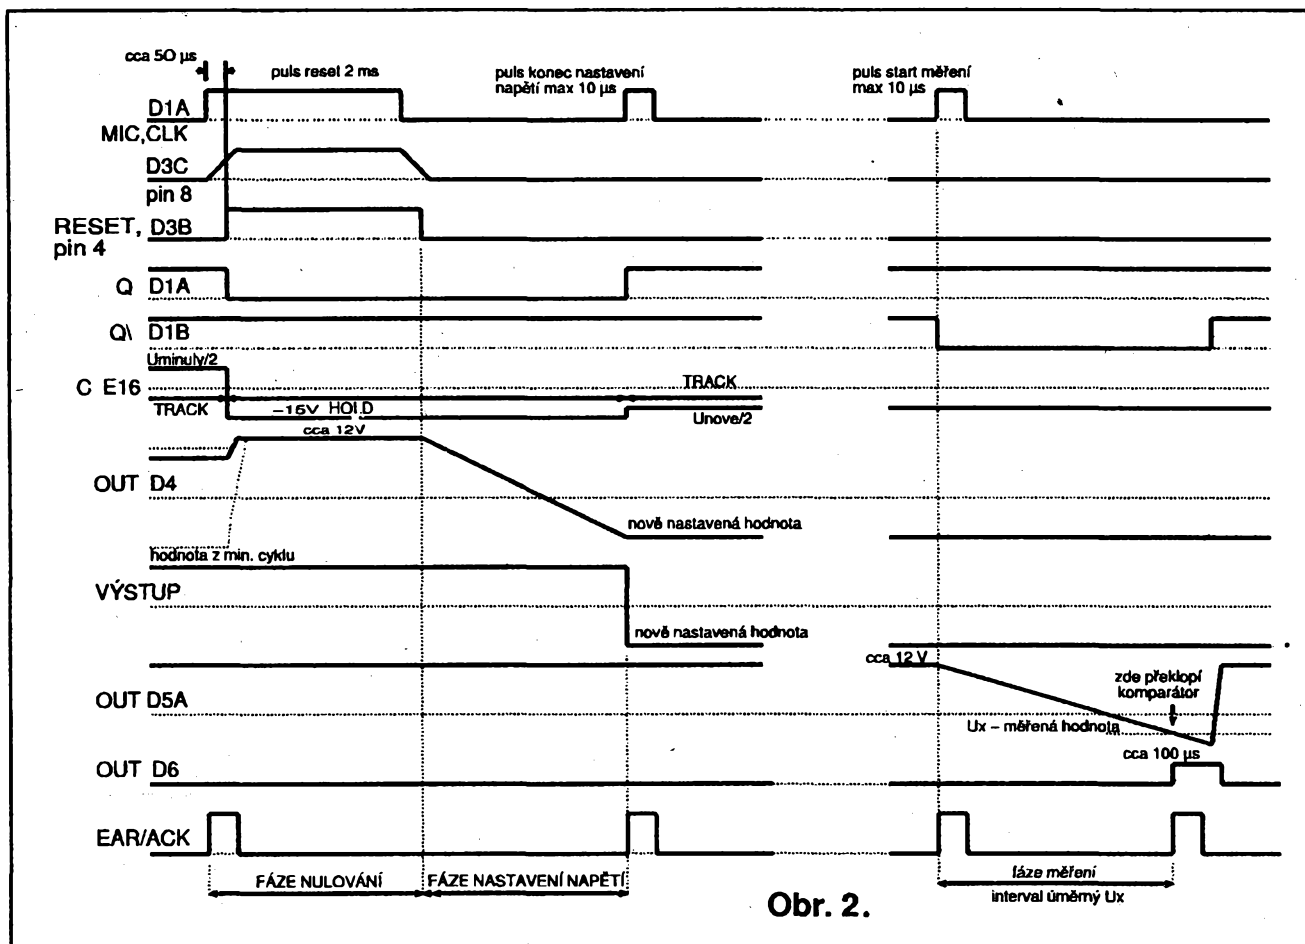 cca 50 µs
puls reset 2 ms
puls konec nastavení
napětí max 10 µs
puls start měření
max 10 µs
D1A
MIC,CLK
D3C
pin 8
RESET, D3B
pin 4
Q D1A
Q\ D1B
Uminuly/2
C E16
TRACK
TRACK
-15V HOLD
Unove/2
cca 12V
OUT D4
nově nastavená hodnota
hodnota z min. cyklu
VÝSTUP
nově nastavená hodnota
cca 12 V
zde překlopí
komparátor
OUT D5A
Ux – měřená hodnota
cca 100 µs
OUT D6
EAR/ACK
FÁZE NULOVÁNÍ
FÁZE NASTAVENÍ NAPĚTÍ
fáze měření
interval úměrný Ux
Obr. 2.